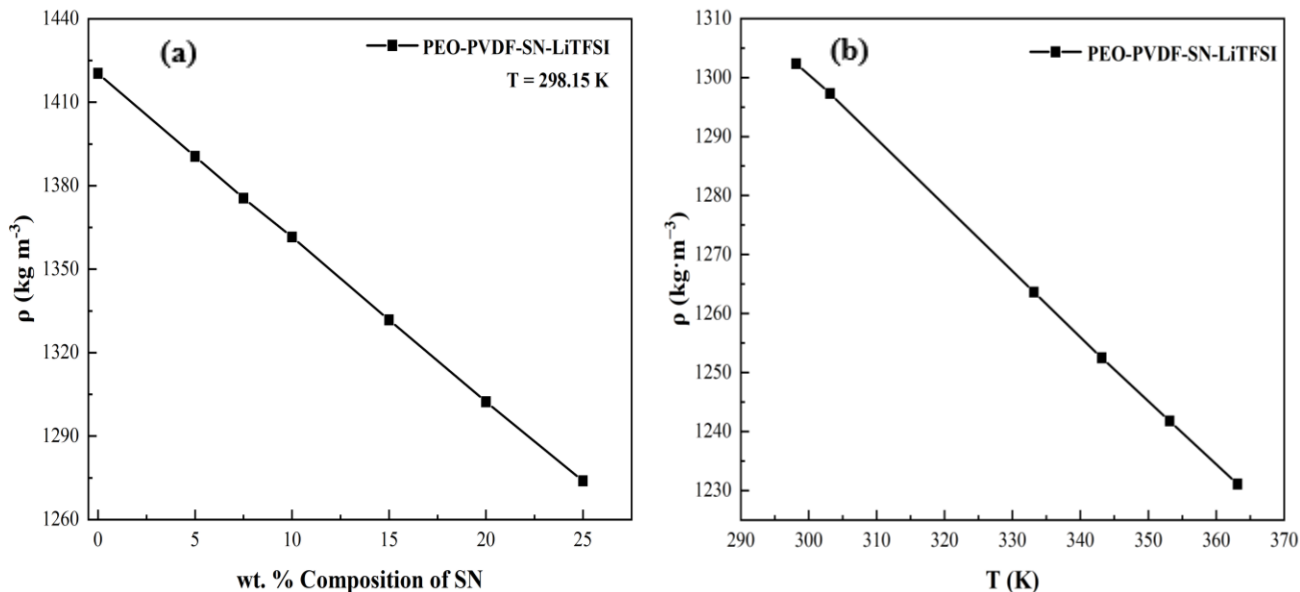 (a)
PEO-PVDF-SN-LiTFSI
T = 298.15 K
ρ (kg m⁻³)
1440
1410
1380
1350
1320
1290
1260
0 5 10 15 20 25
wt. % Composition of SN
(b)
PEO-PVDF-SN-LiTFSI
ρ (kg·m⁻³)
1310
1300
1290
1280
1270
1260
1250
1240
1230
290 300 310 320 330 340 350 360 370
T (K)